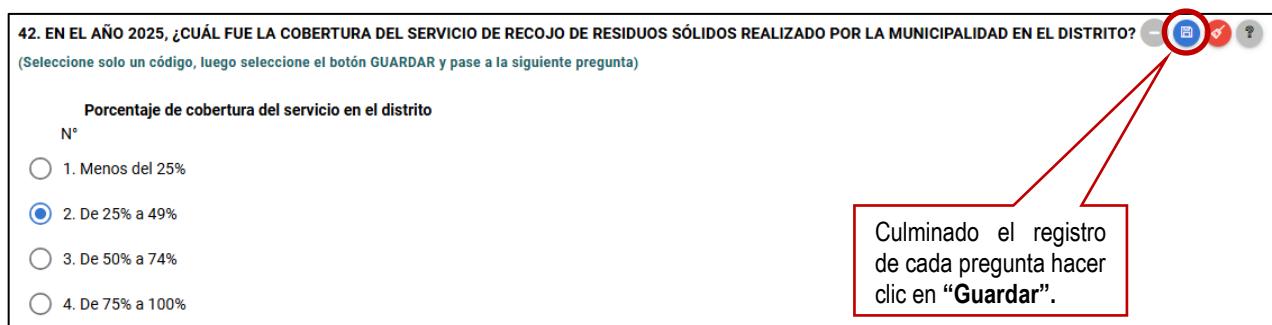 42. EN EL AÑO 2025, ¿CUÁL FUE LA COBERTURA DEL SERVICIO DE RECOJO DE RESIDUOS SÓLIDOS REALIZADO POR LA MUNICIPALIDAD EN EL DISTRITO? ?
(Seleccione solo un código, luego seleccione el botón GUARDAR y pase a la siguiente pregunta)
Porcentaje de cobertura del servicio en el distrito
N°
1. Menos del 25%
2. De 25% a 49%
3. De 50% a 74%
4. De 75% a 100%
Culminado el registro
de cada pregunta hacer
clic en “Guardar”.